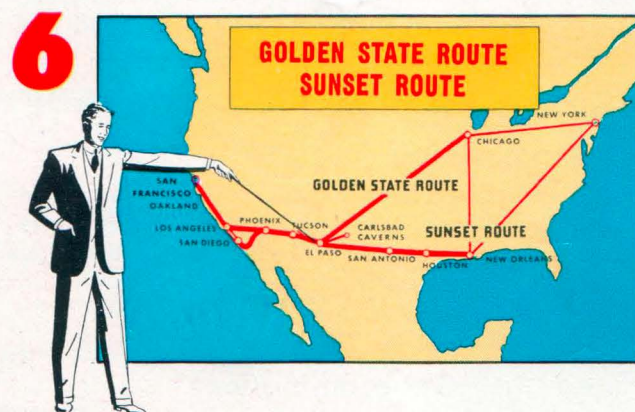 6
GOLDEN STATE ROUTE
SUNSET ROUTE
NEW YORK
CHICAGO
SAN
FRANCISCO
OAKLAND
GOLDEN STATE ROUTE
LOS ANGELES
PHOENIX
TUCSON
CARLSBAD
CAVERNS
SUNSET ROUTE
SAN DIEGO
EL PASO
SAN ANTONIO
HOUSTON
NEW ORLEANS